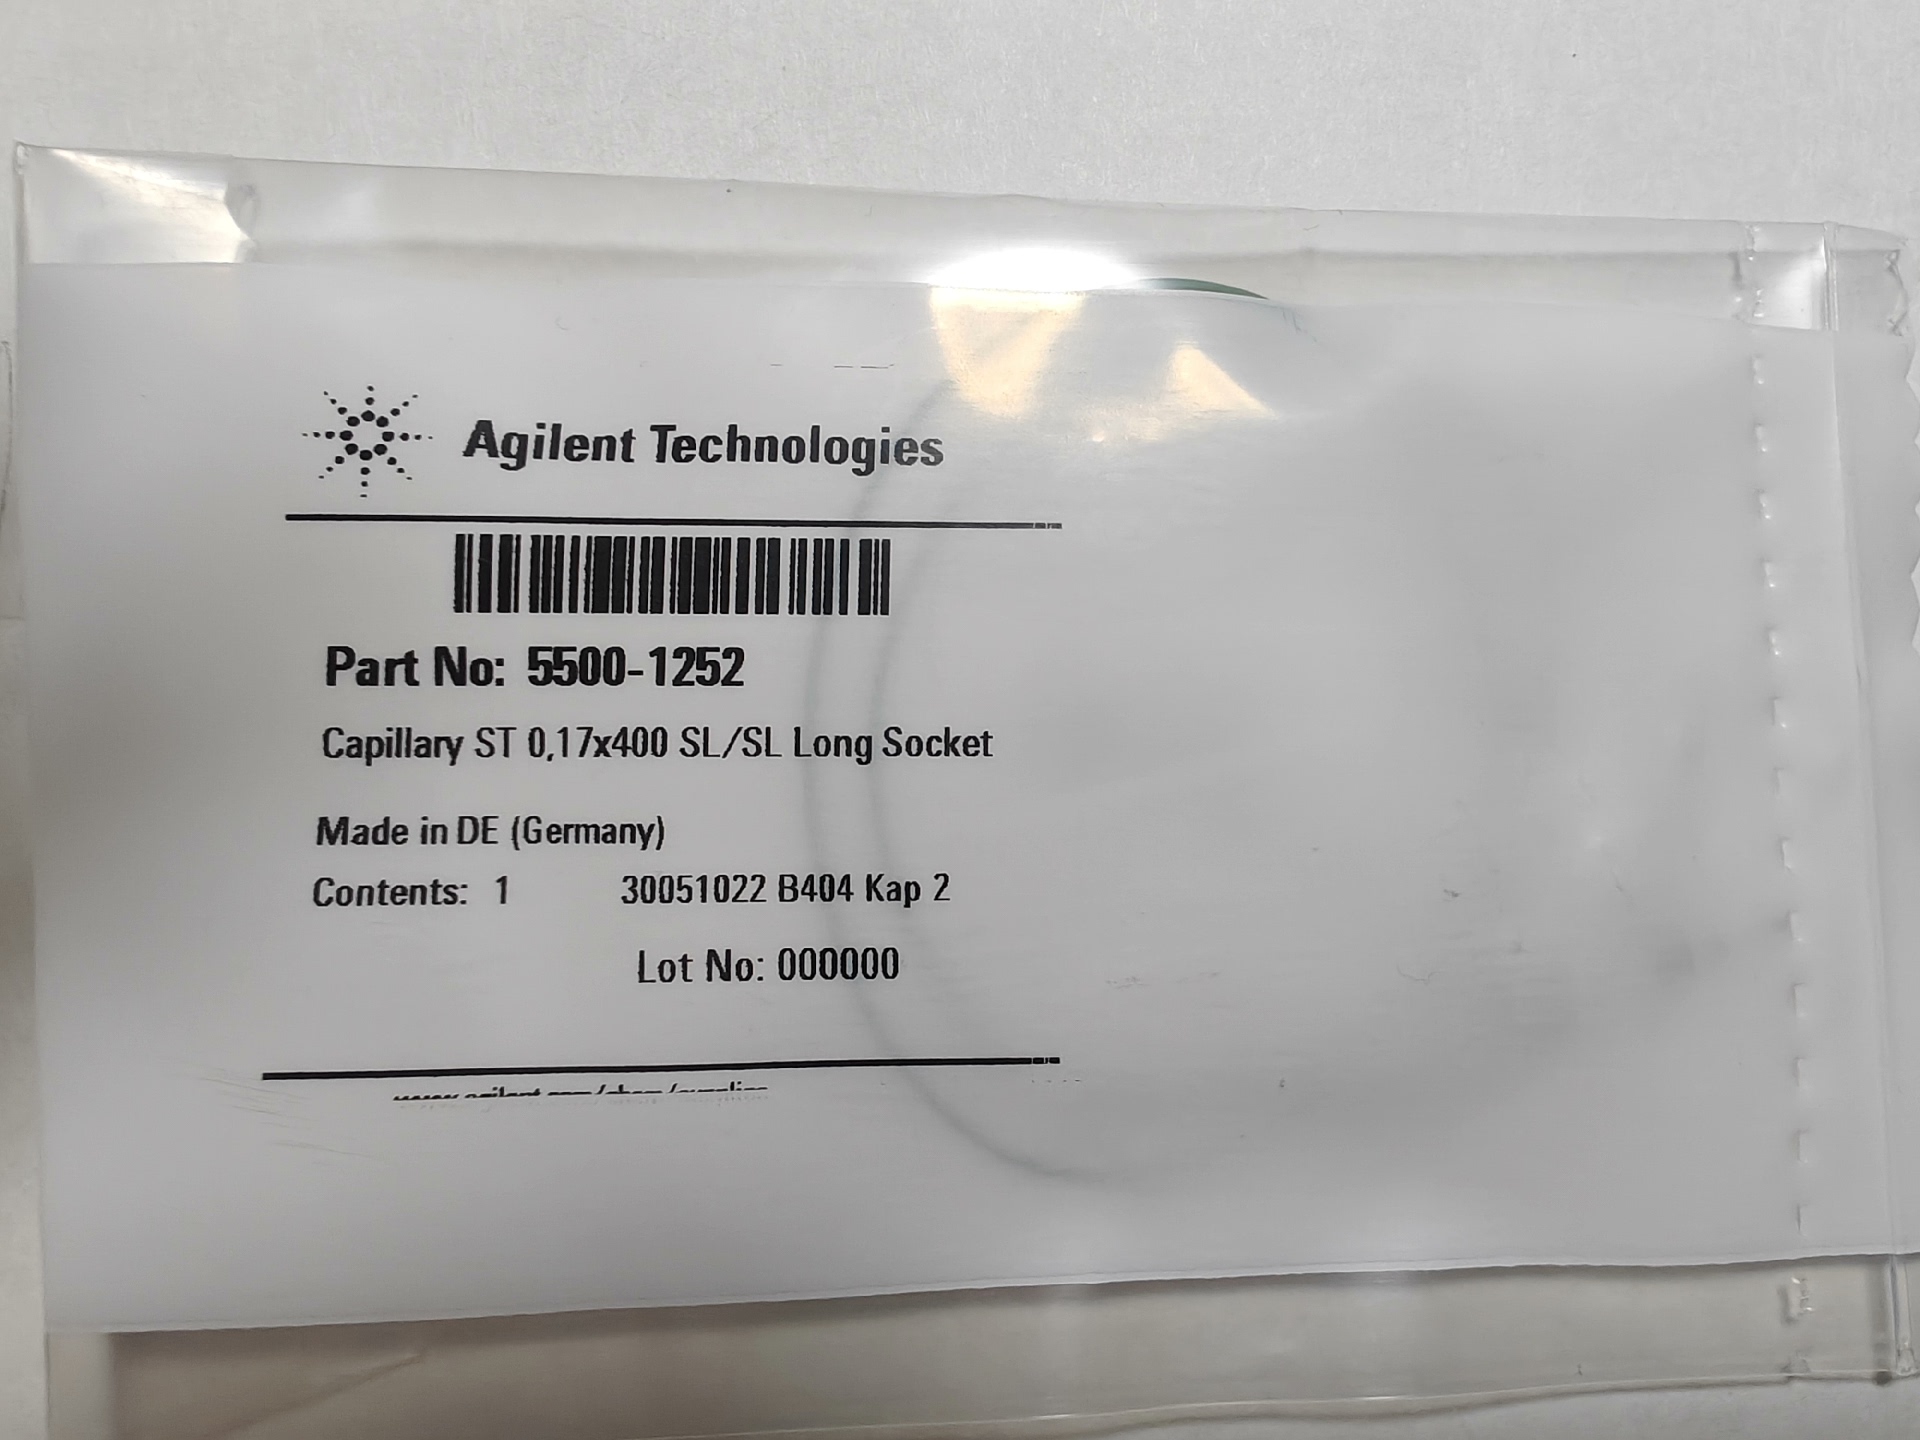 Agilent Technologies
Part No: 5500-1252
Capillary ST 0,17x400 SL/SL Long Socket
Made in DE (Germany)
Contents: 1 30051022 B404 Kap 2
Lot No: 000000